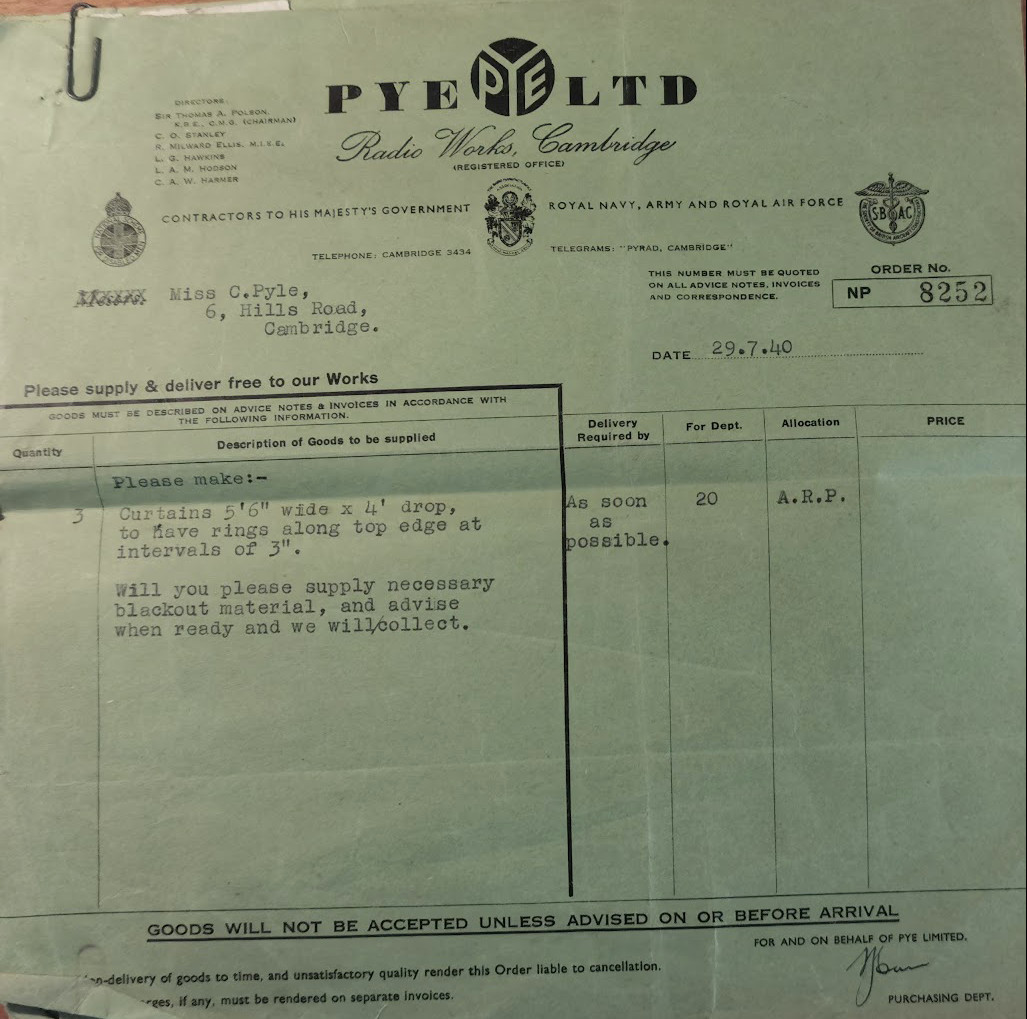 PYE PYE LTD
Radio Works, Cambridge
(REGISTERED OFFICE)
DIRECTORS:
SIR THOMAS A. POLSON,
K.B.E., C.M.G. (CHAIRMAN)
C. O. STANLEY
R. MILWARD ELLIS, M.I.E.E.
L. G. HAWKINS
L. A. M. HODSON
C. A. W. HARMER
CONTRACTORS TO HIS MAJESTY'S GOVERNMENT
ROYAL NAVY, ARMY AND ROYAL AIR FORCE
S·B AC
TELEPHONE: CAMBRIDGE 3434
TELEGRAMS: "PYRAD, CAMBRIDGE"
THIS NUMBER MUST BE QUOTED
ON ALL ADVICE NOTES, INVOICES
AND CORRESPONDENCE.
ORDER No.
NP 8252
Messrs. Miss C.Pyle,
6, Hills Road,
Cambridge.
DATE 29.7.40
Please supply & deliver free to our Works
GOODS MUST BE DESCRIBED ON ADVICE NOTES & INVOICES IN ACCORDANCE WITH
THE FOLLOWING INFORMATION.
Quantity
Description of Goods to be supplied
Delivery
Required by
For Dept.
Allocation
PRICE
Please make:-
3 Curtains 5'6" wide x 4' drop,
to have rings along top edge at
intervals of 3".
As soon
as
possible.
20
A.R.P.
Will you please supply necessary
blackout material, and advise
when ready and we will/collect.
GOODS WILL NOT BE ACCEPTED UNLESS ADVISED ON OR BEFORE ARRIVAL
FOR AND ON BEHALF OF PYE LIMITED.
on-delivery of goods to time, and unsatisfactory quality render this Order liable to cancellation.
rges, if any, must be rendered on separate invoices.
PURCHASING DEPT.